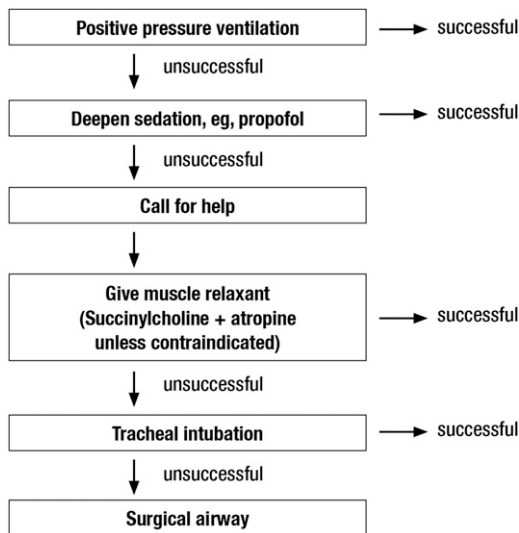 Positive pressure ventilation
successful
unsuccessful
Deepen sedation, eg, propofol
successful
unsuccessful
Call for help
Give muscle relaxant
(Succinylcholine + atropine
unless contraindicated)
successful
unsuccessful
Tracheal intubation
successful
unsuccessful
Surgical airway